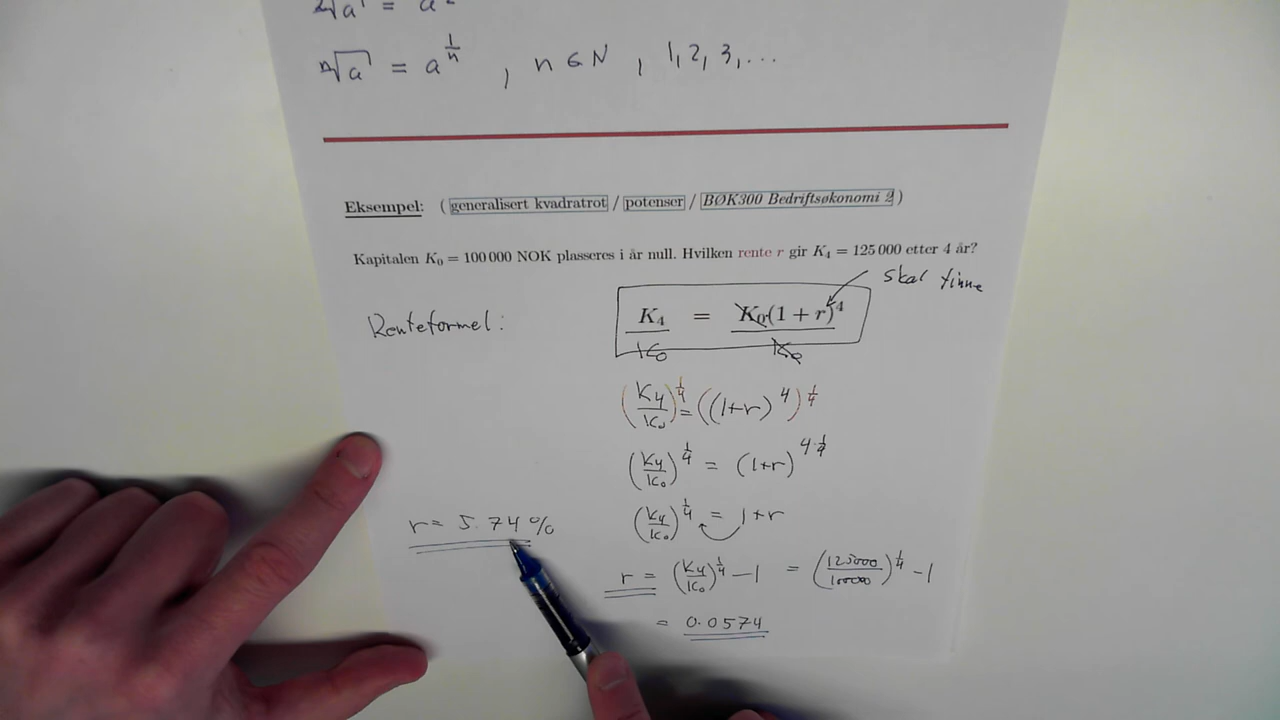 ²√a = a^½
ⁿ√a = a^(1/n) , n ∈ N , 1, 2, 3, ...
Eksempel: ( generalisert kvadratrot / potenser / BØK300 Bedriftsøkonomi 2 )
Kapitalen K₀ = 100 000 NOK plasseres i år null. Hvilken rente r gir K₄ = 125 000 etter 4 år?
skal finne
Renteformel: K₄/K₀ = K₀(1 + r)⁴/K₀
(K₄/K₀)^(1/4) = ((1+r)⁴)^(1/4)
(K₄/K₀)^(1/4) = (1+r)^(4·1/4)
(K₄/K₀)^(1/4) = 1+r
r = 5.74 %
r = (K₄/K₀)^(1/4) − 1 = (125000/100000)^(1/4) − 1
= 0.0574